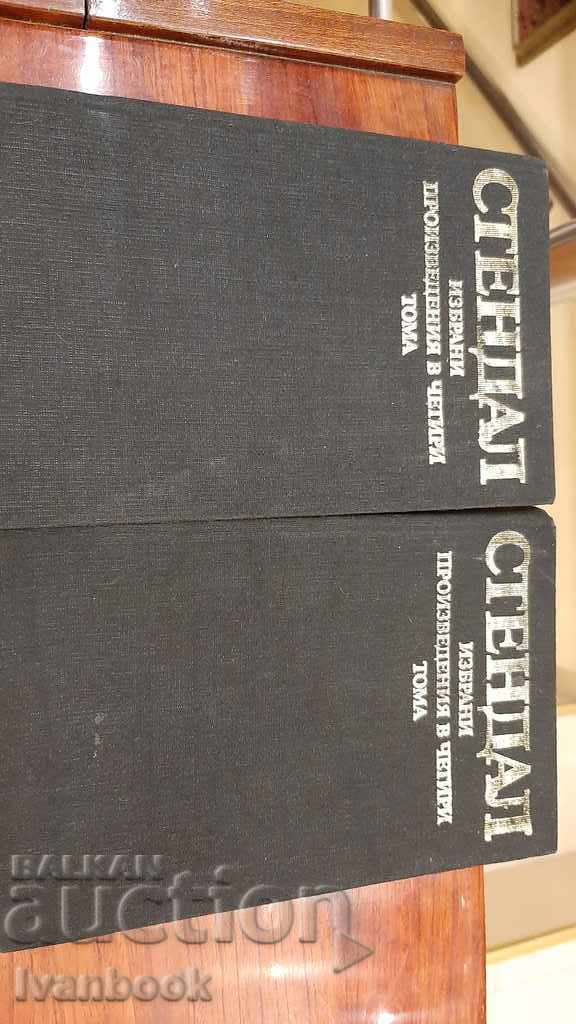 СТЕНДАЛ
ИЗБРАНИ
ПРОИЗВЕДЕНИЯ В ЧЕТИРИ
ТОМА
СТЕНДАЛ
ИЗБРАНИ
ПРОИЗВЕДЕНИЯ В ЧЕТИРИ
ТОМА
BALKAN
auction
Ivanbook